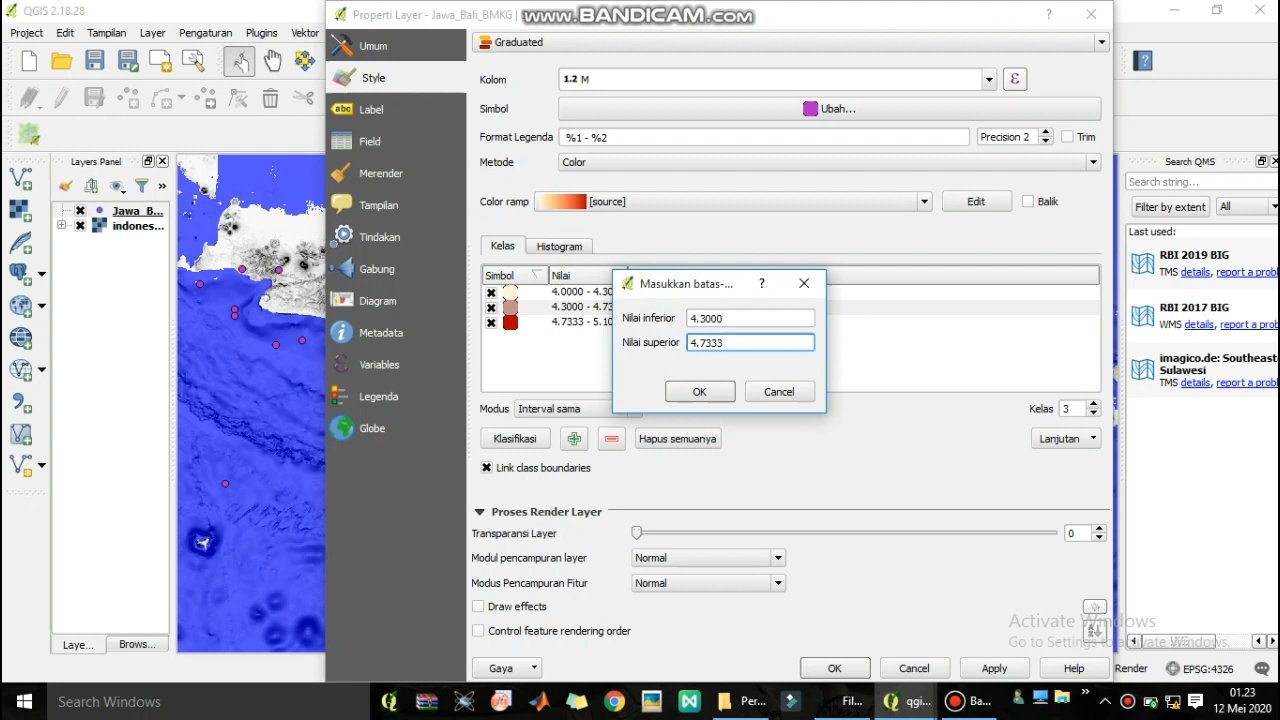 QGIS 2.18.28
Properti Layer - Jawa_Bali_BMKG |
www.BANDICAM.com
Project Edit Tampilan Layer Pengaturan Plugins Vektor
Umum
Style
Label
Field
Merender
Tampilan
Tindakan
Gabung
Diagram
Metadata
Variables
Legenda
Globe
Layers Panel
Jawa_B...
indones...
Laye...
Brows...
Graduated
Kolom 1.2 M ε
Simbol Ubah...
Format Legenda %1 - %2 Precision 2 Trim
Metode Color
Color ramp [source] Edit Balik
Kelas Histogram
Simbol Nilai
4.0000 - 4.30
4.3000 - 4.73
4.7333 - 5.10
Masukkan batas-...
Nilai inferior 4.3000
Nilai superior 4.7333
OK Cancel
Modus Interval sama Kelas 3
Klasifikasi Hapus semuanya Lanjutan
Link class boundaries
Proses Render Layer
Transparansi Layer 0
Modul pencampuran layer Normal
Modus Pencampuran Fitur Normal
Draw effects
Control feature rendering order
Gaya OK Cancel Apply Help
Search QMS
Search string...
Filter by extent All
Last used:
RBI 2019 BIG
TMS details, report a prob
RBI 2017 BIG
WMS details, report a prob
imagico.de: Southeast
Sulawesi
TMS details, report a probl
Activate Windows
Go to Settings to activate Windows.
Render EPSG:4326
Search Windows
Per...
Fil...
qgi...
Ba...
01.23
12 Mei 2020